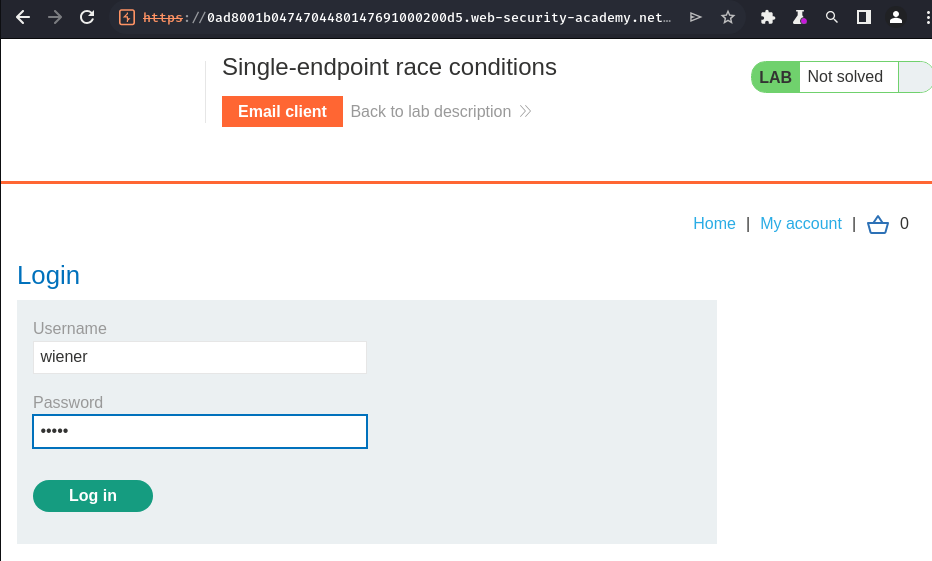 https://0ad8001b0474704480147691000200d5.web-security-academy.net…
Single-endpoint race conditions
LAB Not solved
Email client Back to lab description
Home | My account | 0
Login
Username
wiener
Password
•••••
Log in